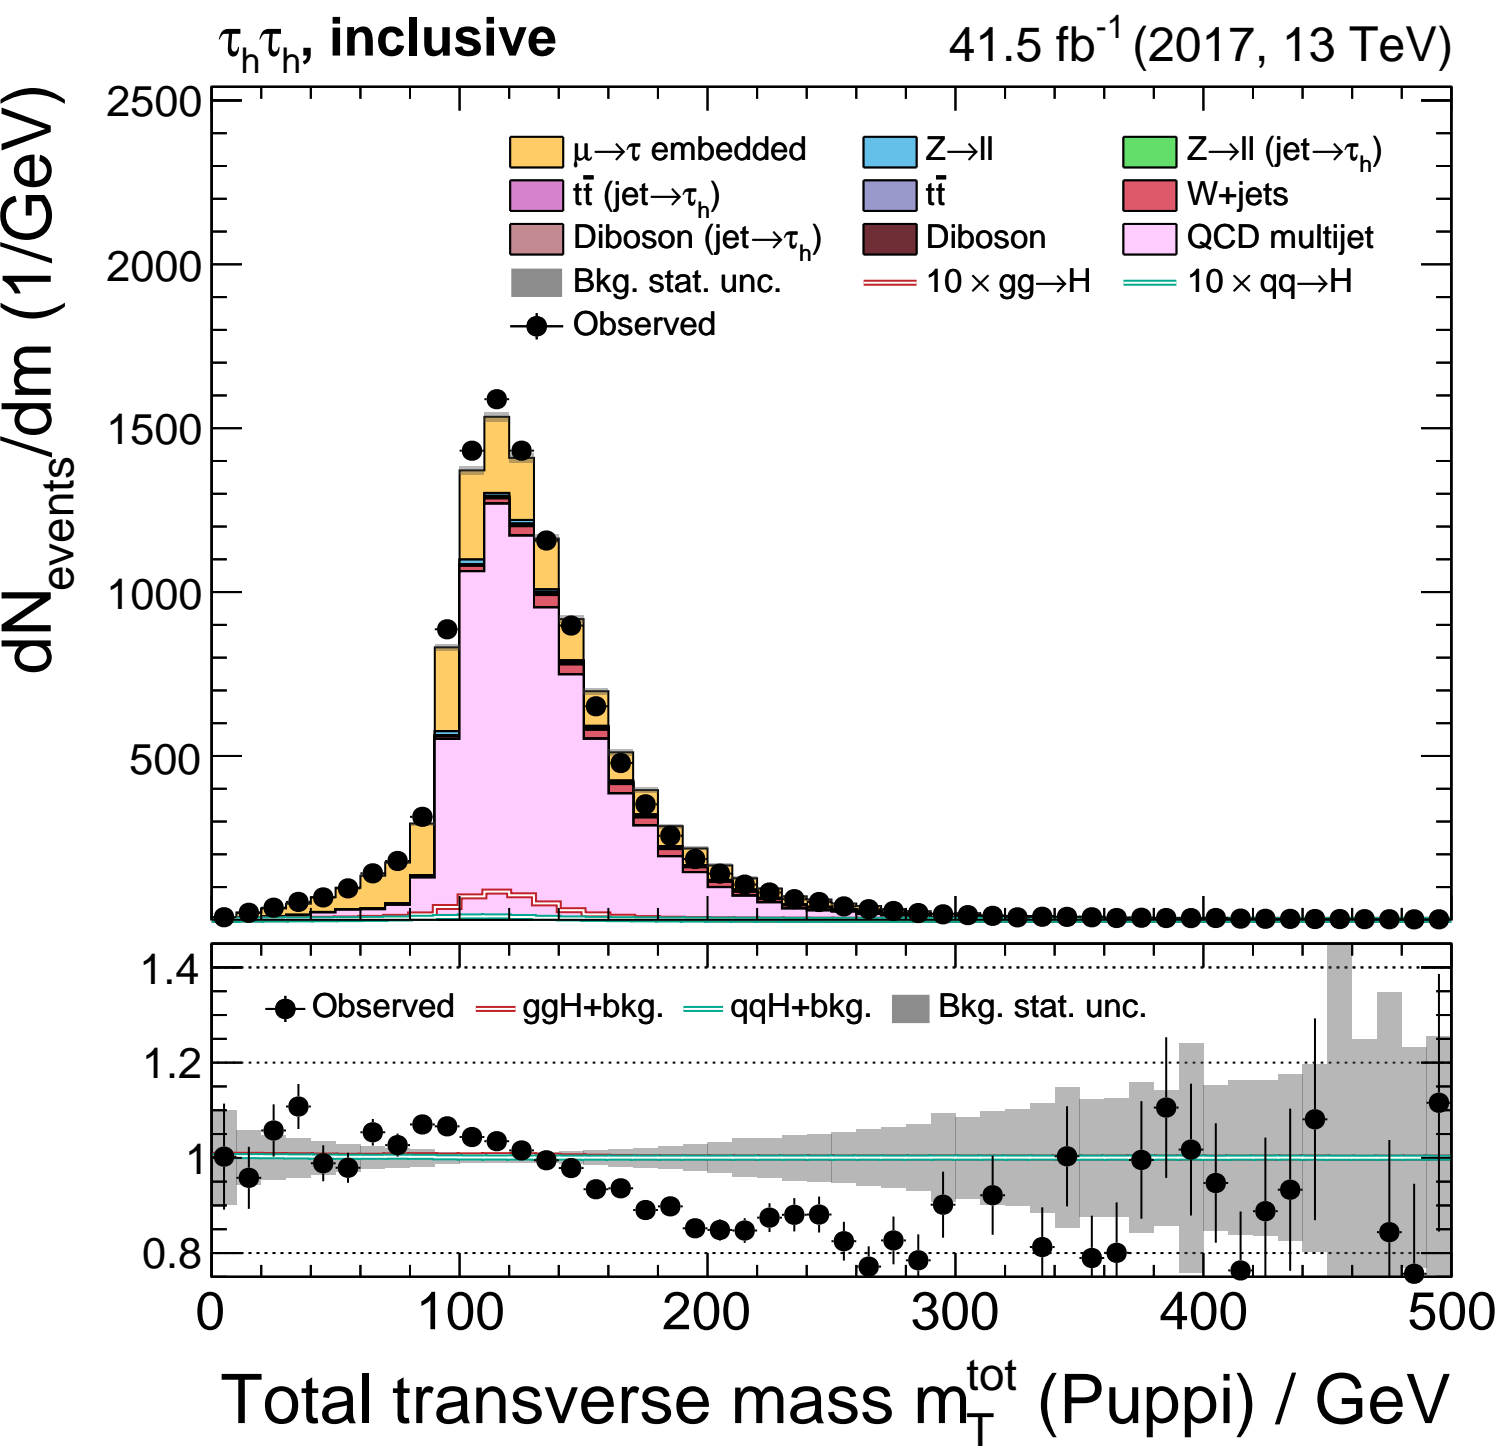 τhτh, inclusive 41.5 fb-1 (2017, 13 TeV)
dNevents/dm (1/GeV)
2500
2000
1500
1000
500
μ→τ embedded Z→ll Z→ll (jet→τh)
tt̄ (jet→τh) tt̄ W+jets
Diboson (jet→τh) Diboson QCD multijet
Bkg. stat. unc. 10 × gg→H 10 × qq→H
Observed
1.4
1.2
1
0.8
Observed ggH+bkg. qqH+bkg. Bkg. stat. unc.
0 100 200 300 400 500
Total transverse mass mTtot (Puppi) / GeV